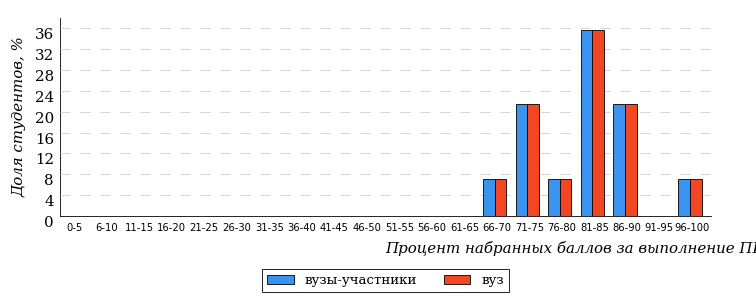 Доля студентов, %
36
32
28
24
20
16
12
8
4
0
0-5 6-10 11-15 16-20 21-25 26-30 31-35 36-40 41-45 46-50 51-55 56-60 61-65 66-70 71-75 76-80 81-85 86-90 91-95 96-100
Процент набранных баллов за выполнение
вузы-участники вуз